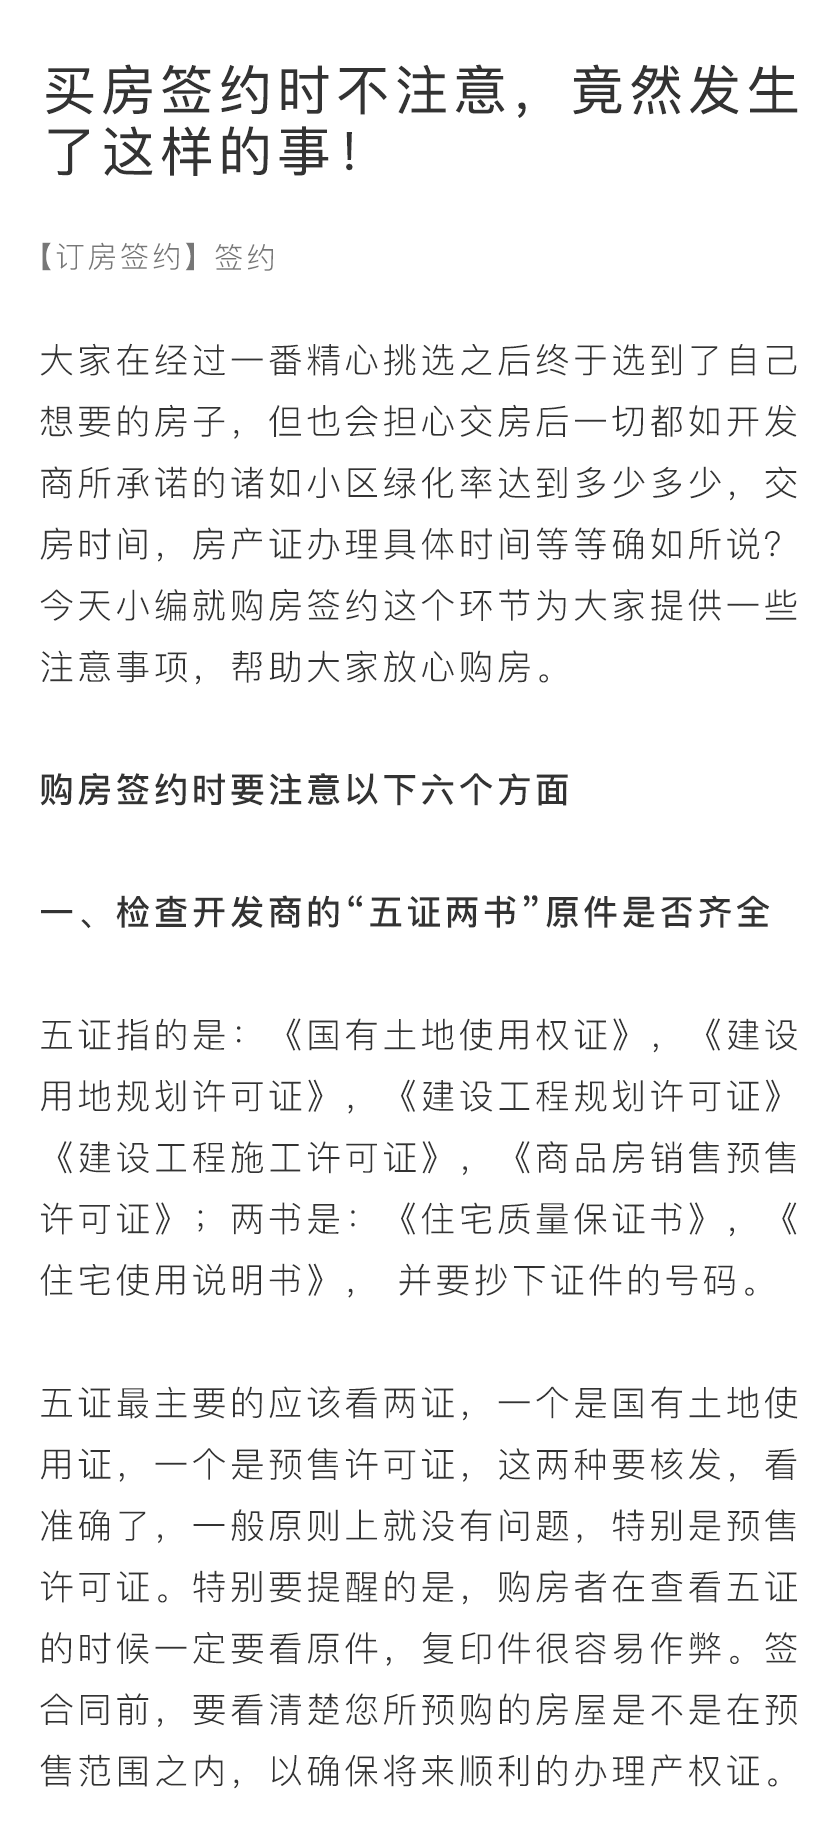 买房签约时不注意，竟然发生
了这样的事！
【订房签约】签约
大家在经过一番精心挑选之后终于选到了自己
想要的房子，但也会担心交房后一切都如开发
商所承诺的诸如小区绿化率达到多少多少，交
房时间，房产证办理具体时间等等确如所说？
今天小编就购房签约这个环节为大家提供一些
注意事项，帮助大家放心购房。
购房签约时要注意以下六个方面
一、检查开发商的“五证两书”原件是否齐全
五证指的是：《国有土地使用权证》，《建设
用地规划许可证》，《建设工程规划许可证》
《建设工程施工许可证》，《商品房销售预售
许可证》；两书是：《住宅质量保证书》，《
住宅使用说明书》， 并要抄下证件的号码。
五证最主要的应该看两证，一个是国有土地使
用证，一个是预售许可证，这两种要核发，看
准确了，一般原则上就没有问题，特别是预售
许可证。特别要提醒的是，购房者在查看五证
的时候一定要看原件，复印件很容易作弊。签
合同前，要看清楚您所预购的房屋是不是在预
售范围之内，以确保将来顺利的办理产权证。